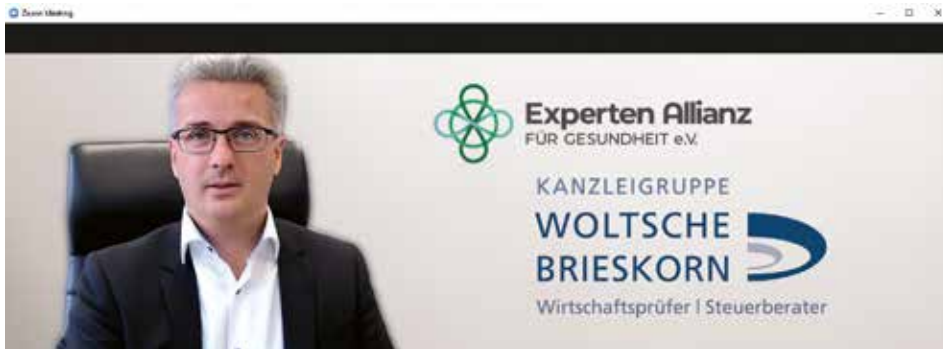 Zoom Meeting
Experten Allianz
FÜR GESUNDHEIT e.V.
KANZLEIGRUPPE
WOLTSCHE
BRIESKORN
Wirtschaftsprüfer | Steuerberater